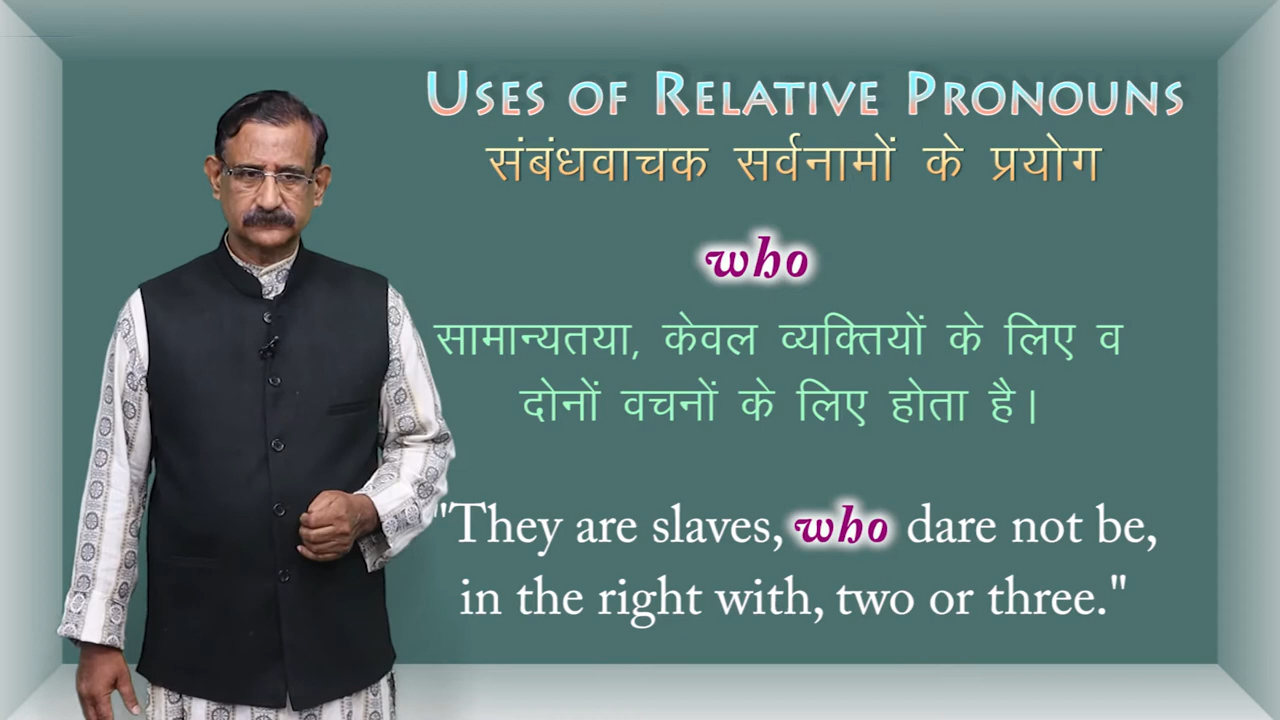 USES OF RELATIVE PRONOUNS
संबंधवाचक सर्वनामों के प्रयोग
who
सामान्यतया, केवल व्यक्तियों के लिए व
दोनों वचनों के लिए होता है।
"They are slaves, who dare not be,
in the right with, two or three."